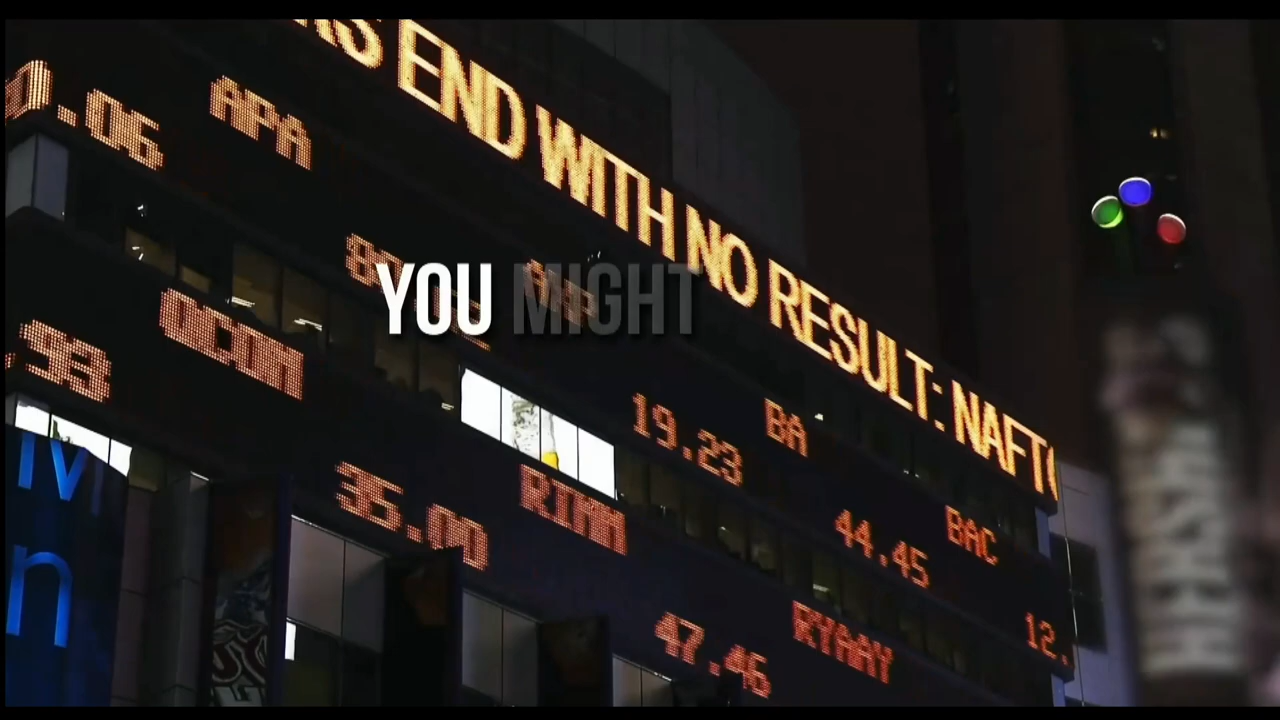 END WITH NO RESULT: NAFT
0.06 APA
19.23 BA 44.45 BAC 12.
.93 QCOM 35.00 RIMM 47.46 RYAAY
YOU MIGHT